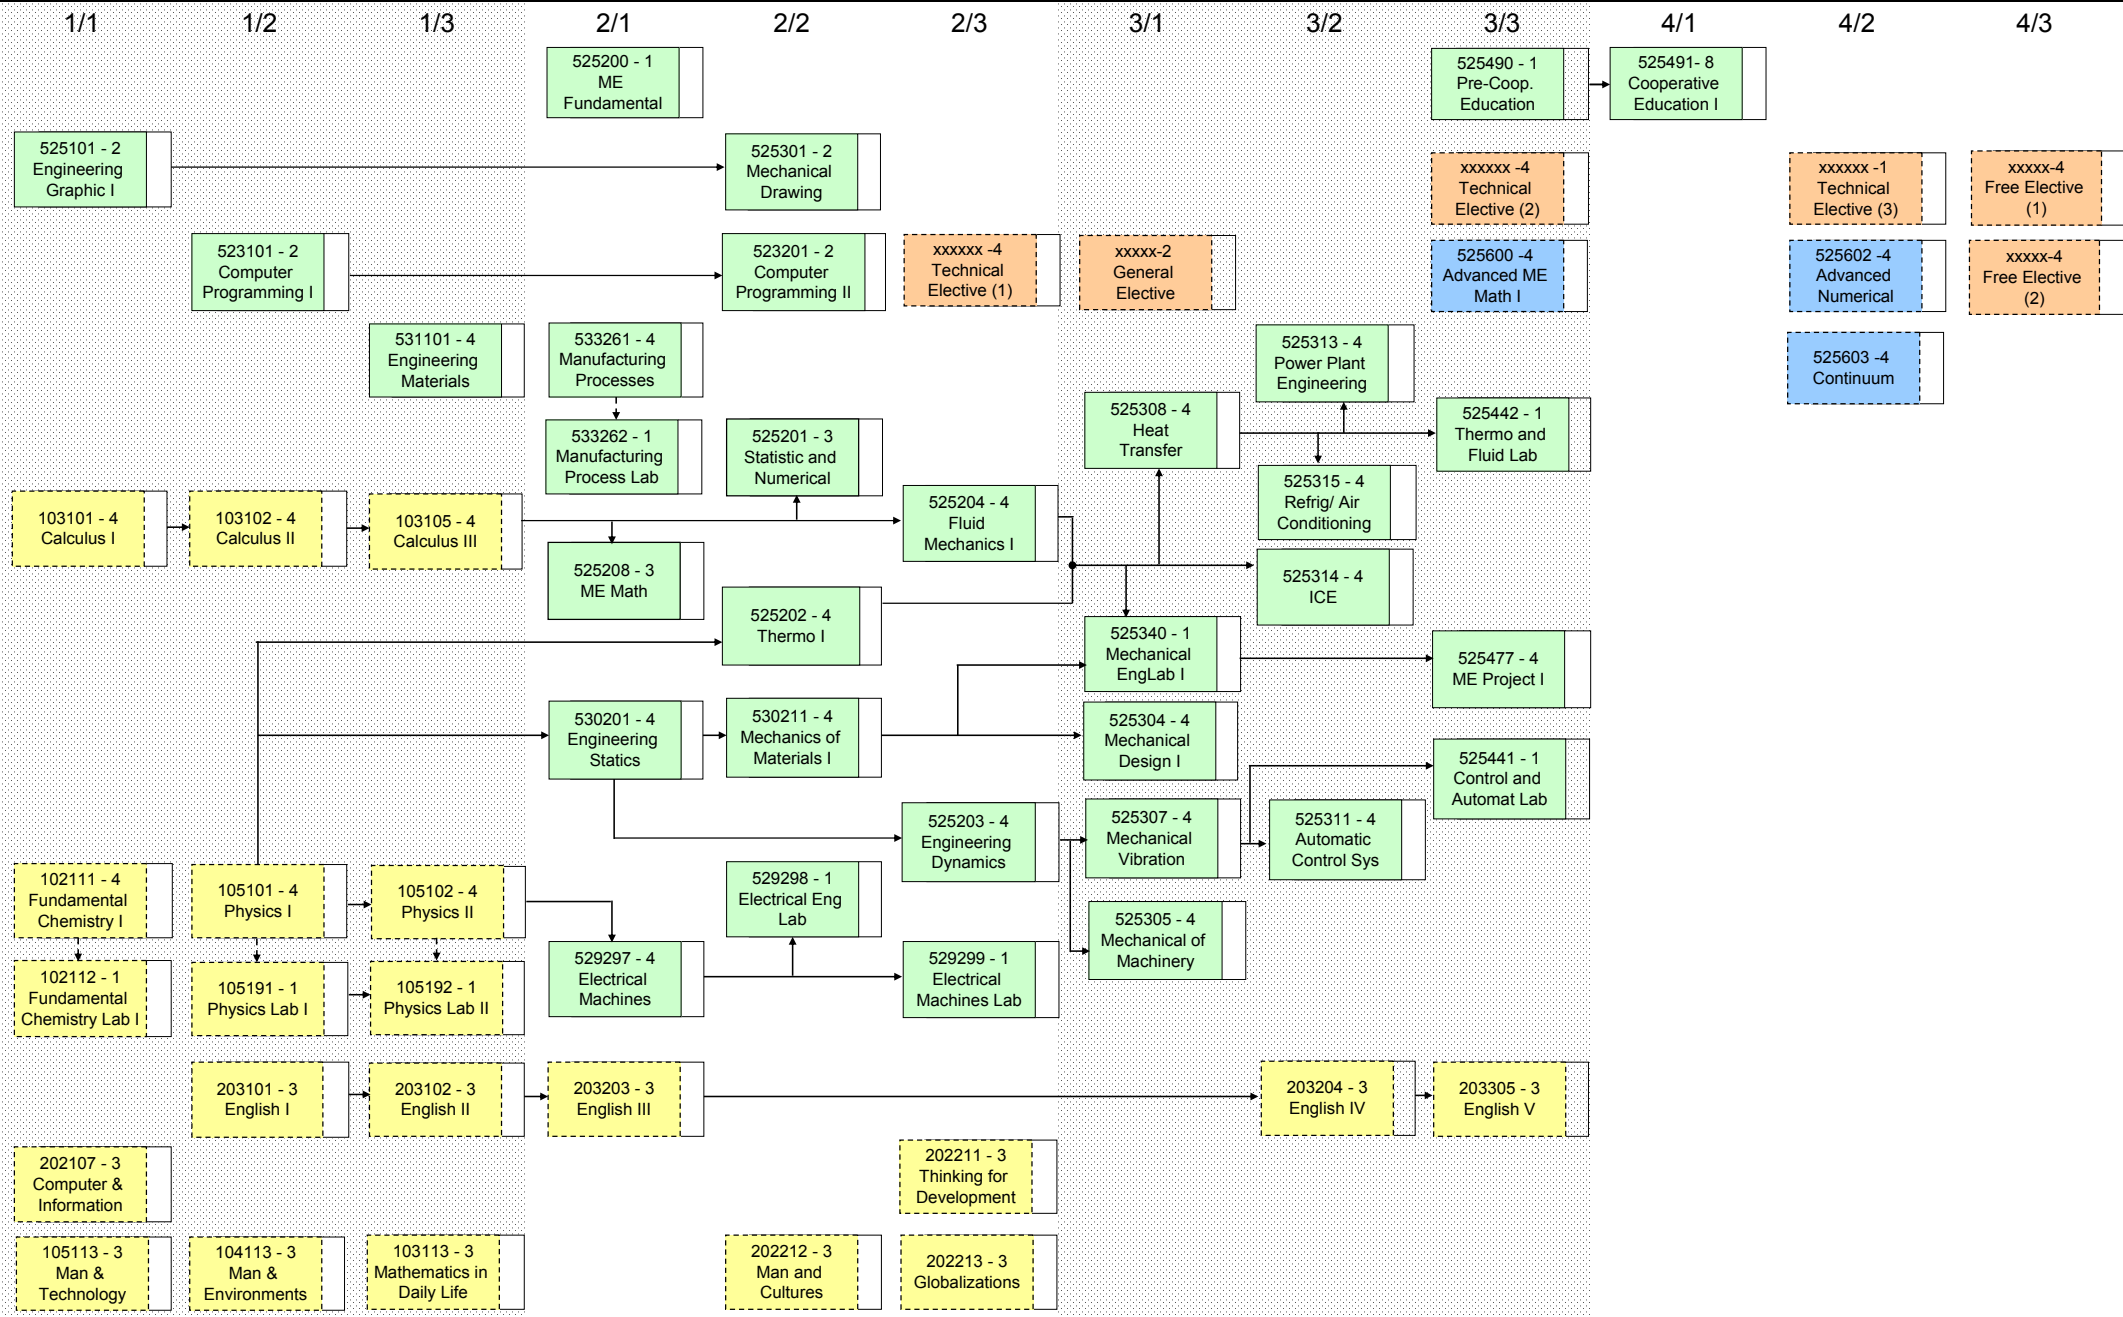 1/1
1/2
1/3
2/1
2/2
2/3
3/1
3/2
3/3
4/1
4/2
4/3
525200 - 1
ME
Fundamental
525490 - 1
Pre-Coop.
Education
525491- 8
Cooperative
Education I
525101 - 2
Engineering
Graphic I
525301 - 2
Mechanical
Drawing
xxxxxx -4
Technical
Elective (2)
xxxxxx -1
Technical
Elective (3)
xxxxx-4
Free Elective
(1)
523101 - 2
Computer
Programming I
523201 - 2
Computer
Programming II
xxxxxx -4
Technical
Elective (1)
xxxxx-2
General
Elective
525600 -4
Advanced ME
Math I
525602 -4
Advanced
Numerical
xxxxx-4
Free Elective
(2)
531101 - 4
Engineering
Materials
533261 - 4
Manufacturing
Processes
525313 - 4
Power Plant
Engineering
525603 -4
Continuum
533262 - 1
Manufacturing
Process Lab
525201 - 3
Statistic and
Numerical
525308 - 4
Heat
Transfer
525442 - 1
Thermo and
Fluid Lab
525315 - 4
Refrig/ Air
Conditioning
103101 - 4
Calculus I
103102 - 4
Calculus II
103105 - 4
Calculus III
525204 - 4
Fluid
Mechanics I
525208 - 3
ME Math
525314 - 4
ICE
525202 - 4
Thermo I
525340 - 1
Mechanical
EngLab I
525477 - 4
ME Project I
530201 - 4
Engineering
Statics
530211 - 4
Mechanics of
Materials I
525304 - 4
Mechanical
Design I
525441 - 1
Control and
Automat Lab
525203 - 4
Engineering
Dynamics
525307 - 4
Mechanical
Vibration
525311 - 4
Automatic
Control Sys
102111 - 4
Fundamental
Chemistry I
105101 - 4
Physics I
105102 - 4
Physics II
529298 - 1
Electrical Eng
Lab
525305 - 4
Mechanical of
Machinery
102112 - 1
Fundamental
Chemistry Lab I
105191 - 1
Physics Lab I
105192 - 1
Physics Lab II
529297 - 4
Electrical
Machines
529299 - 1
Electrical
Machines Lab
203101 - 3
English I
203102 - 3
English II
203203 - 3
English III
203204 - 3
English IV
203305 - 3
English V
202107 - 3
Computer &
Information
202211 - 3
Thinking for
Development
105113 - 3
Man &
Technology
104113 - 3
Man &
Environments
103113 - 3
Mathematics in
Daily Life
202212 - 3
Man and
Cultures
202213 - 3
Globalizations